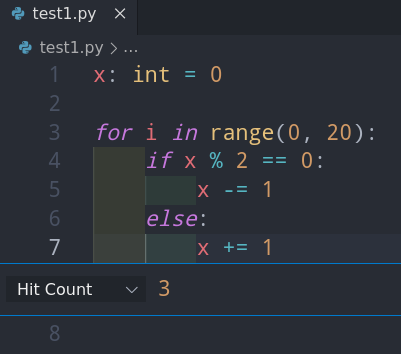 test1.py ×
test1.py > ...
1 x: int = 0
2
3 for i in range(0, 20):
4 if x % 2 == 0:
5 x -= 1
6 else:
7 x += 1
Hit Count 3
8